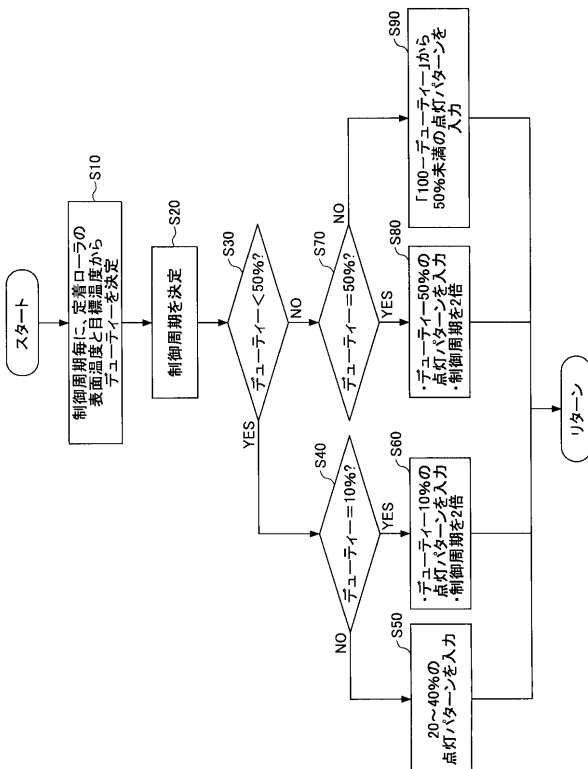 スタート
S10
制御周期毎に、定着ローラの
表面温度と目標温度から
デューティーを決定
S20
制御周期を決定
S30
デューティー<50%?
YES
NO
S40
デューティー=10%?
NO
YES
S70
デューティー=50%?
NO
YES
S50
20～40%の
点灯パターンを入力
S60
・デューティー10%の
点灯パターンを入力
・制御周期を2倍
S80
・デューティー50%の
点灯パターンを入力
・制御周期を2倍
S90
「100-デューティー」から
50%未満の点灯パターンを
入力
リターン